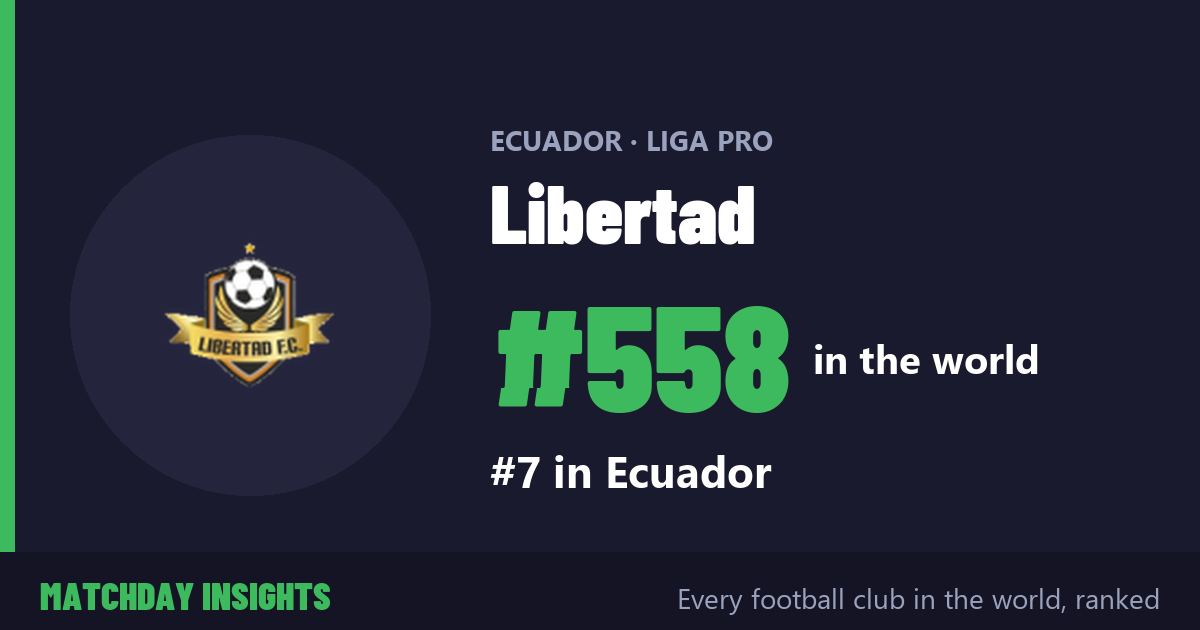 ECUADOR · LIGA PRO
Libertad
LIBERTAD F.C.
#558 in the world
#7 in Ecuador
MATCHDAY INSIGHTS
Every football club in the world, ranked